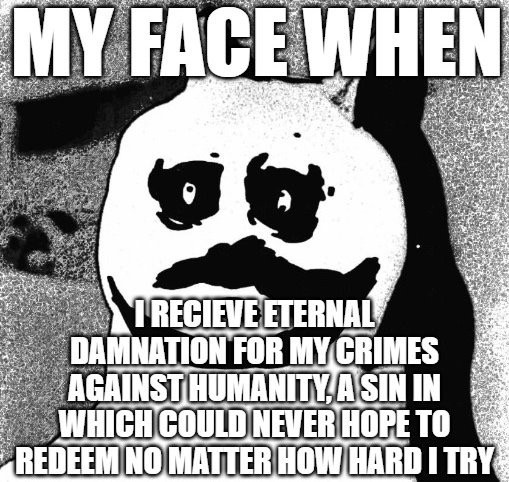 MY FACE WHEN
I RECIEVE ETERNAL
DAMNATION FOR MY CRIMES
AGAINST HUMANITY, A SIN IN
WHICH COULD NEVER HOPE TO
REDEEM NO MATTER HOW HARD I TRY